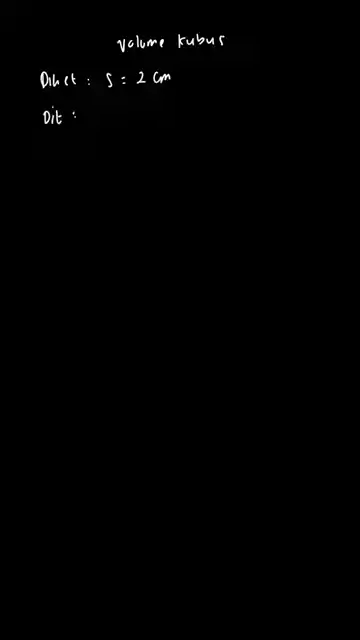 Volume Kubus
Diket : S = 2 cm
Dit :